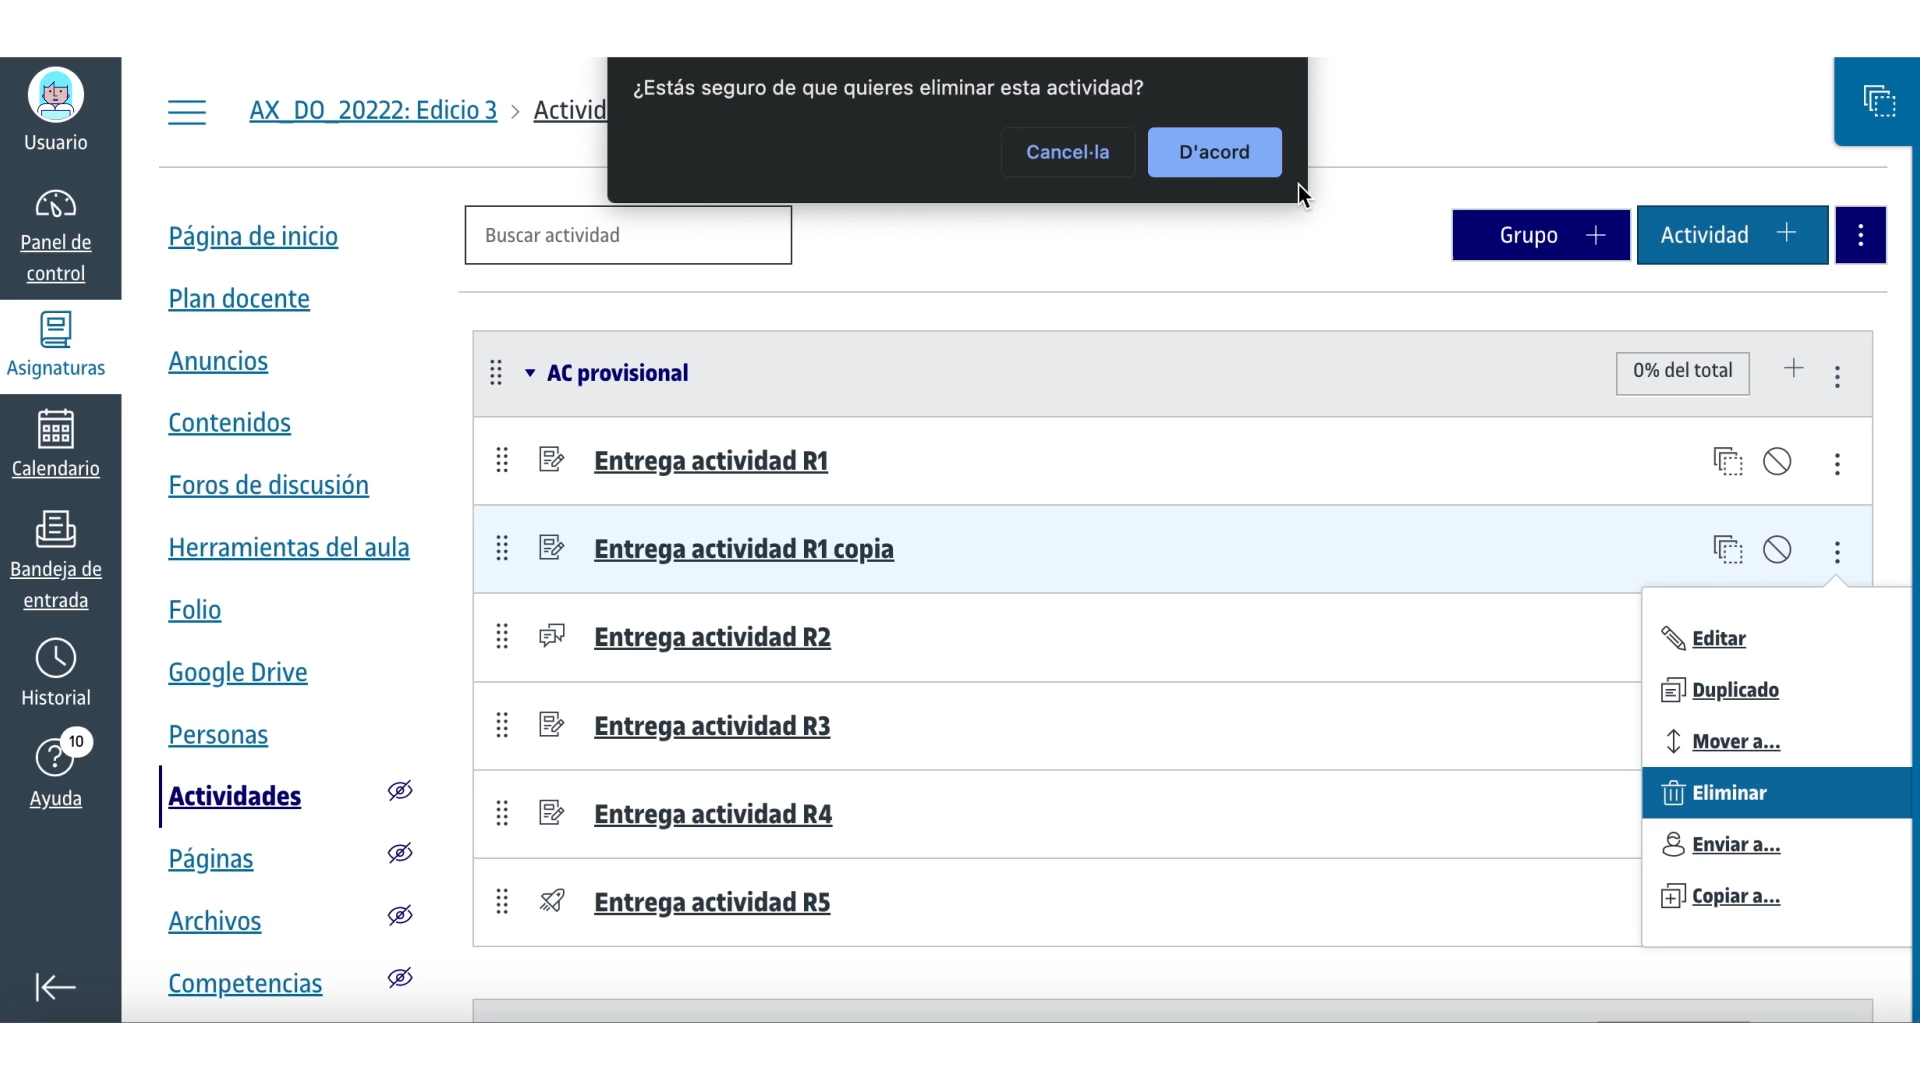 ¿Estás seguro de que quieres eliminar esta actividad?
Cancel·la
D'acord
AX_DO_20222: Edicio 3 > Activid
Usuario
Panel de
control
Asignaturas
Calendario
Bandeja de
entrada
Historial
10
Ayuda
Página de inicio
Plan docente
Anuncios
Contenidos
Foros de discusión
Herramientas del aula
Folio
Google Drive
Personas
Actividades
Páginas
Archivos
Competencias
Buscar actividad
Grupo +
Actividad +
AC provisional
0% del total
Entrega actividad R1
Entrega actividad R1 copia
Entrega actividad R2
Entrega actividad R3
Entrega actividad R4
Entrega actividad R5
Editar
Duplicado
Mover a...
Eliminar
Enviar a...
Copiar a...